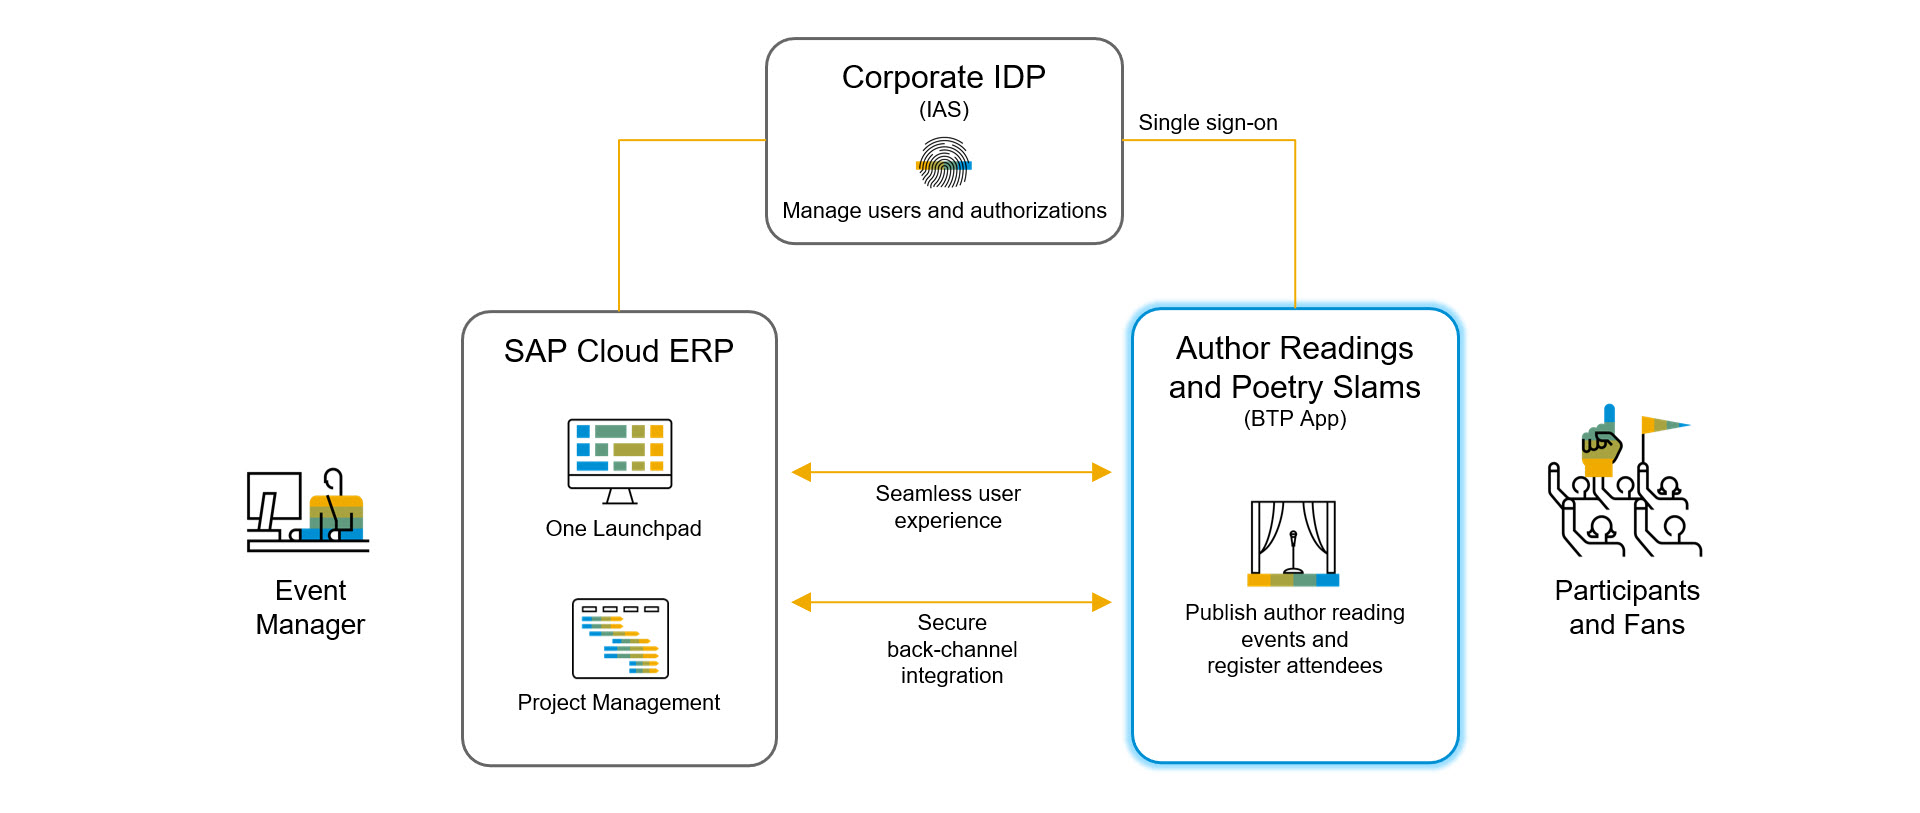 Corporate IDP
(IAS)
Manage users and authorizations
Single sign-on
SAP Cloud ERP
One Launchpad
Project Management
Seamless user
experience
Secure
back-channel
integration
Author Readings
and Poetry Slams
(BTP App)
Publish author reading
events and
register attendees
Event
Manager
Participants
and Fans